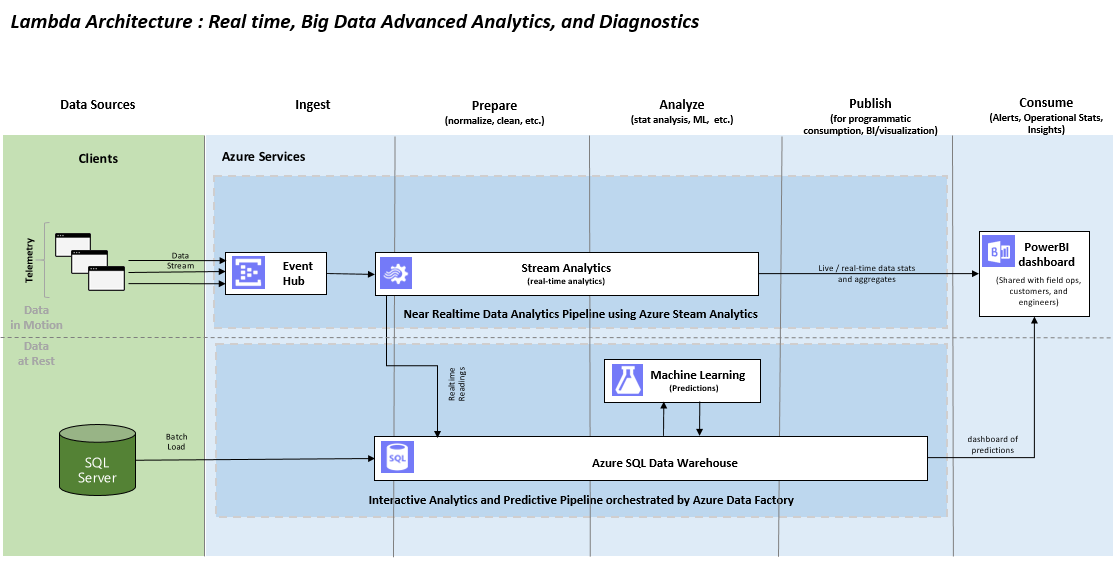 Lambda Architecture : Real time, Big Data Advanced Analytics, and Diagnostics
Data Sources
Ingest
Prepare
(normalize, clean, etc.)
Analyze
(stat analysis, ML, etc.)
Publish
(for programmatic
consumption, BI/visualization)
Consume
(Alerts, Operational Stats,
Insights)
Clients
Azure Services
Telemetry
Data
Stream
Event
Hub
Stream Analytics
(real-time analytics)
Live / real-time data stats
and aggregates
PowerBI
dashboard
(Shared with field ops,
customers, and
engineers)
Near Realtime Data Analytics Pipeline using Azure Steam Analytics
Data
in Motion
Data
at Rest
Realtime
Readings
Machine Learning
(Predictions)
SQL
Server
Batch
Load
SQL
Azure SQL Data Warehouse
dashboard of
predictions
Interactive Analytics and Predictive Pipeline orchestrated by Azure Data Factory